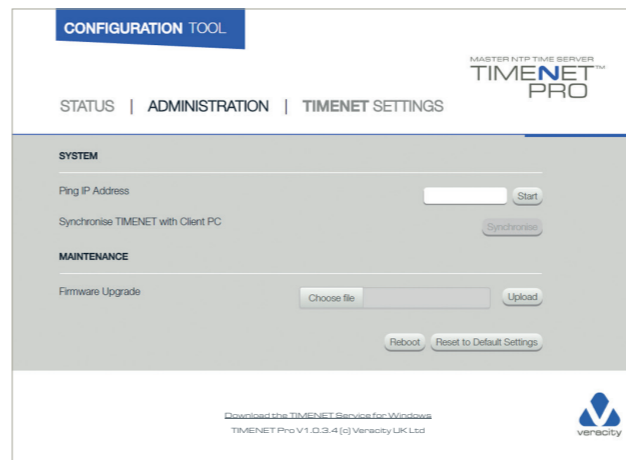 CONFIGURATION TOOL
MASTER NTP TIME SERVER
TIMENET™
PRO
STATUS | ADMINISTRATION | TIMENET SETTINGS
SYSTEM
Ping IP Address
Start
Synchronise TIMENET with Client PC
Synchronise
MAINTENANCE
Firmware Upgrade
Choose file
Upload
Reboot
Reset to Default Settings
Download the TIMENET Service for Windows
TIMENET Pro V1.0.3.4 (c) Veracity UK Ltd
veracity